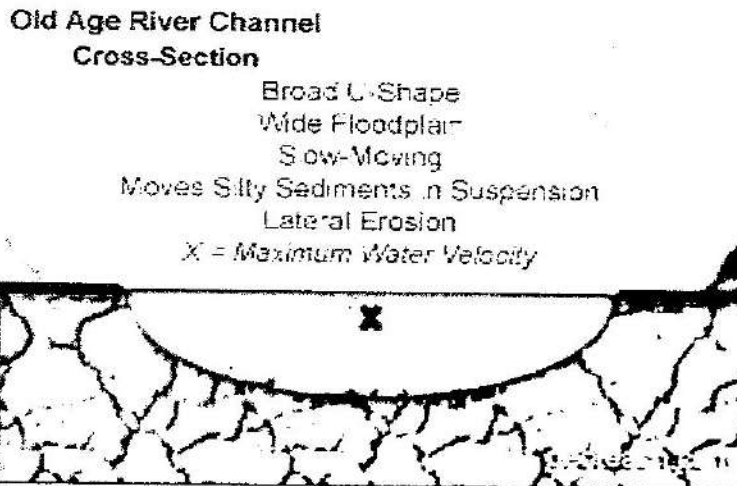 Old Age River Channel
Cross-Section
Broad U-Shape
Wide Floodplain
Slow-Moving
Moves Silty Sediments in Suspension
Lateral Erosion
X = Maximum Water Velocity
X